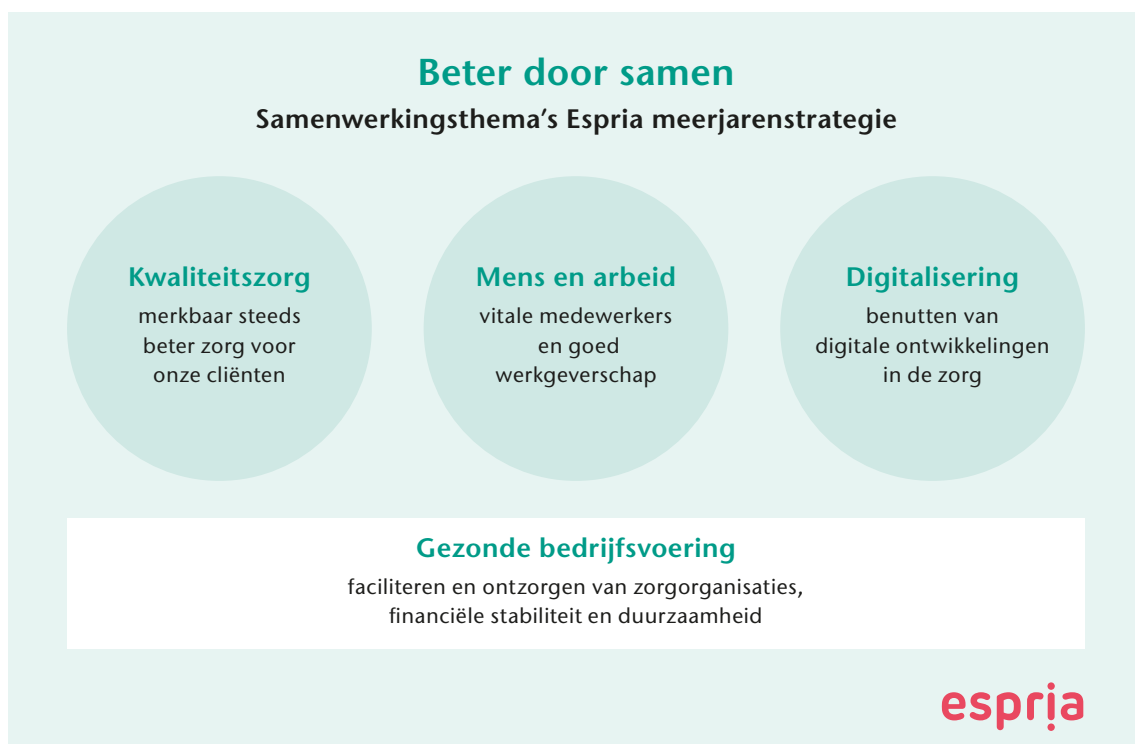 Beter door samen
Samenwerkingsthema’s Espria meerjarenstrategie
Kwaliteitszorg
merkbaar steeds
beter zorg voor
onze cliënten
Mens en arbeid
vitale medewerkers
en goed
werkgeverschap
Digitalisering
benutten van
digitale ontwikkelingen
in de zorg
Gezonde bedrijfsvoering
faciliteren en ontzorgen van zorgorganisaties,
financiële stabiliteit en duurzaamheid
espria